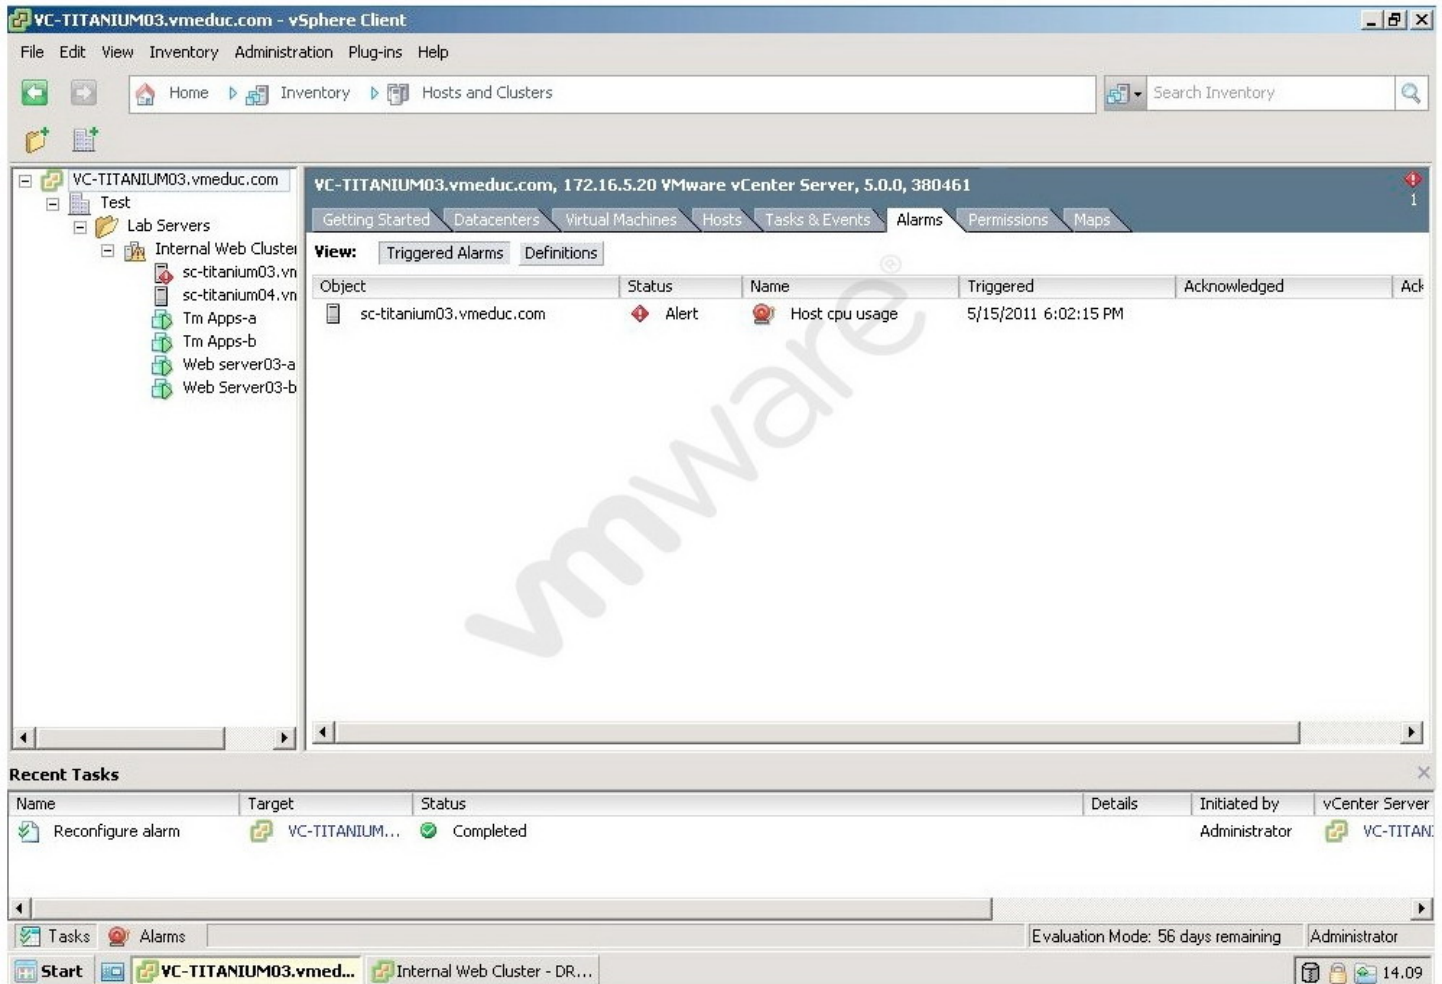 VC-TITANIUM03.vmeduc.com - vSphere Client
File Edit View Inventory Administration Plug-ins Help
Home Inventory Hosts and Clusters Search Inventory
VC-TITANIUM03.vmeduc.com
Test
Lab Servers
Internal Web Cluster
sc-titanium03.vn
sc-titanium04.vn
Tm Apps-a
Tm Apps-b
Web server03-a
Web Server03-b
VC-TITANIUM03.vmeduc.com, 172.16.5.20 VMware vCenter Server, 5.0.0, 380461
1
Getting Started Datacenters Virtual Machines Hosts Tasks & Events Alarms Permissions Maps
View: Triggered Alarms Definitions
Object Status Name Triggered Acknowledged Ack
sc-titanium03.vmeduc.com Alert Host cpu usage 5/15/2011 6:02:15 PM
vmware®
Recent Tasks
Name Target Status Details Initiated by vCenter Server
Reconfigure alarm VC-TITANIUM... Completed Administrator VC-TITAN
Tasks Alarms Evaluation Mode: 56 days remaining Administrator
Start VC-TITANIUM03.vmed... Internal Web Cluster - DR... 14.09